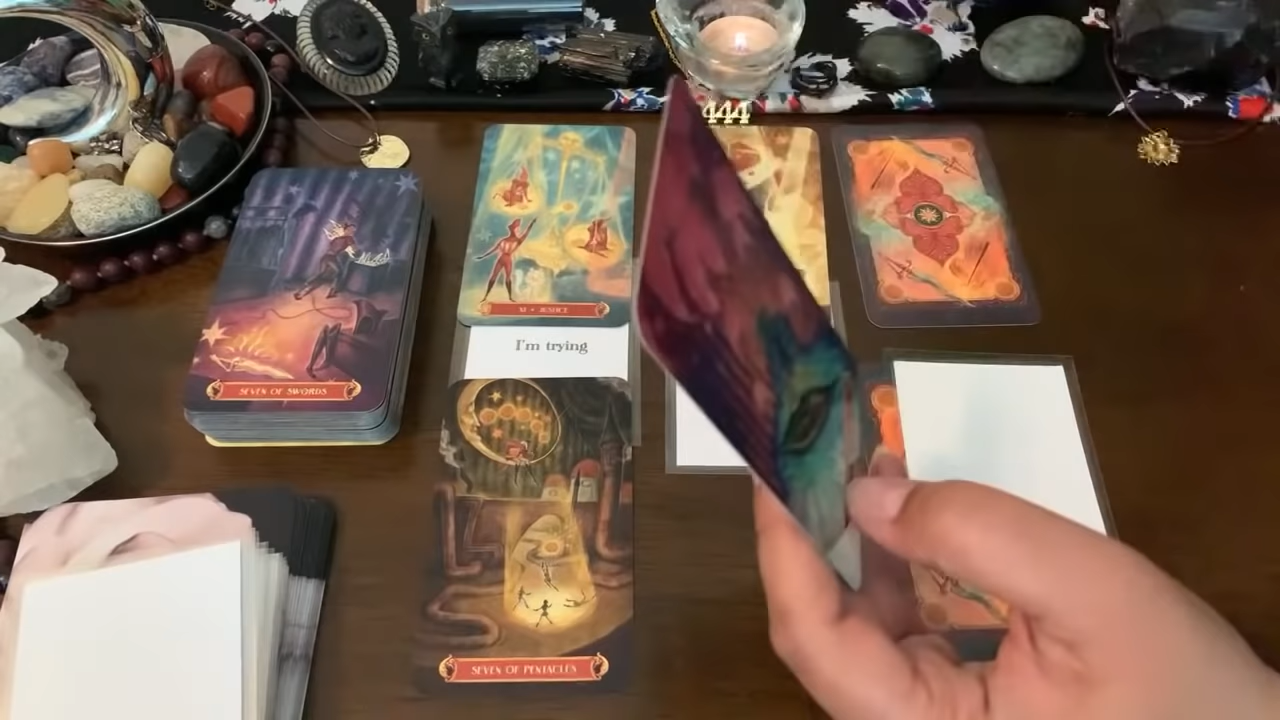 444
XI • JUSTICE
I'm trying
SEVEN OF SWORDS
SEVEN OF PENTACLES